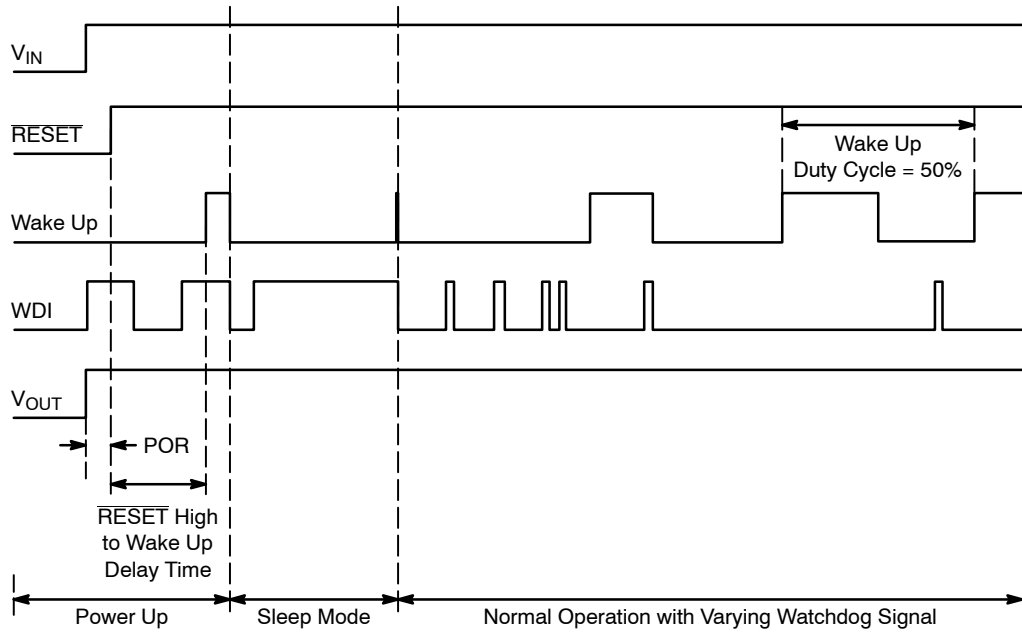 VIN
RESET
Wake Up
Duty Cycle = 50%
Wake Up
WDI
VOUT
POR
RESET High
to Wake Up
Delay Time
Power Up
Sleep Mode
Normal Operation with Varying Watchdog Signal